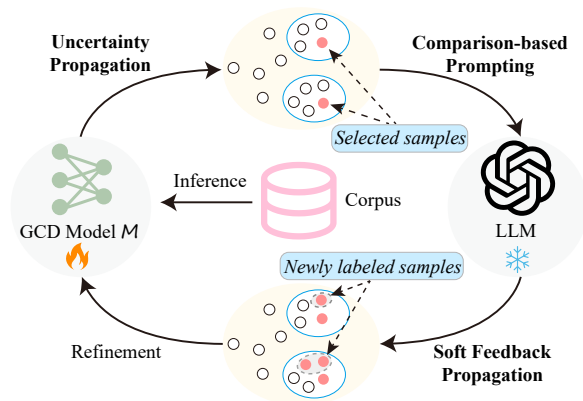 Uncertainty
Propagation
Comparison-based
Prompting
Selected samples
Inference
Corpus
GCD Model M
LLM
Newly labeled samples
Refinement
Soft Feedback
Propagation